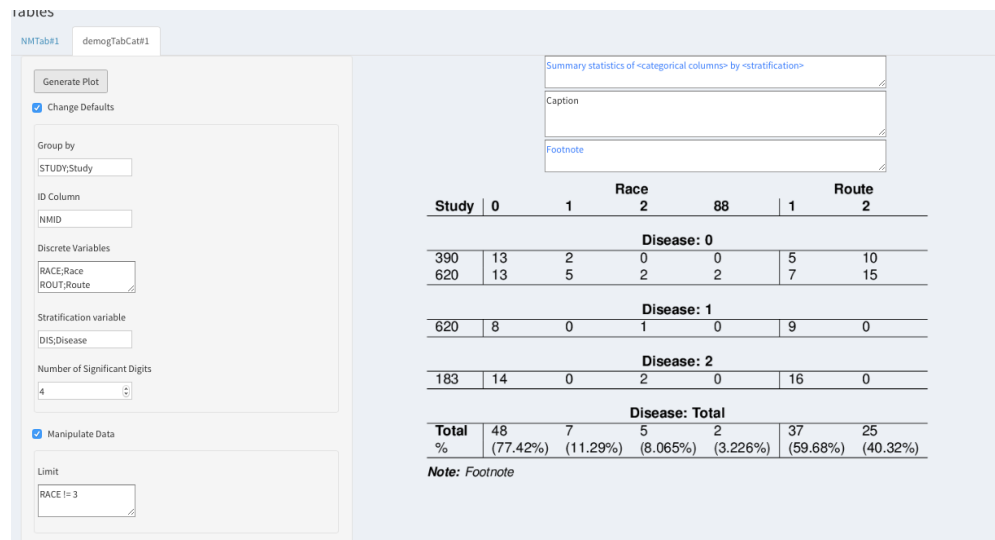 Tables
NMTab#1 demogTabCat#1
Generate Plot
Change Defaults
Group by
STUDY;Study
ID Column
NMID
Discrete Variables
RACE;Race
ROUT;Route
Stratification variable
DIS;Disease
Number of Significant Digits
4
Manipulate Data
Limit
RACE != 3
Summary statistics of <categorical columns> by <stratification>
Caption
Footnote
Race Route
Study 0 1 2 88 1 2
Disease: 0
390 13 2 0 0 5 10
620 13 5 2 2 7 15
Disease: 1
620 8 0 1 0 9 0
Disease: 2
183 14 0 2 0 16 0
Disease: Total
Total 48 7 5 2 37 25
% (77.42%) (11.29%) (8.065%) (3.226%) (59.68%) (40.32%)
Note: Footnote